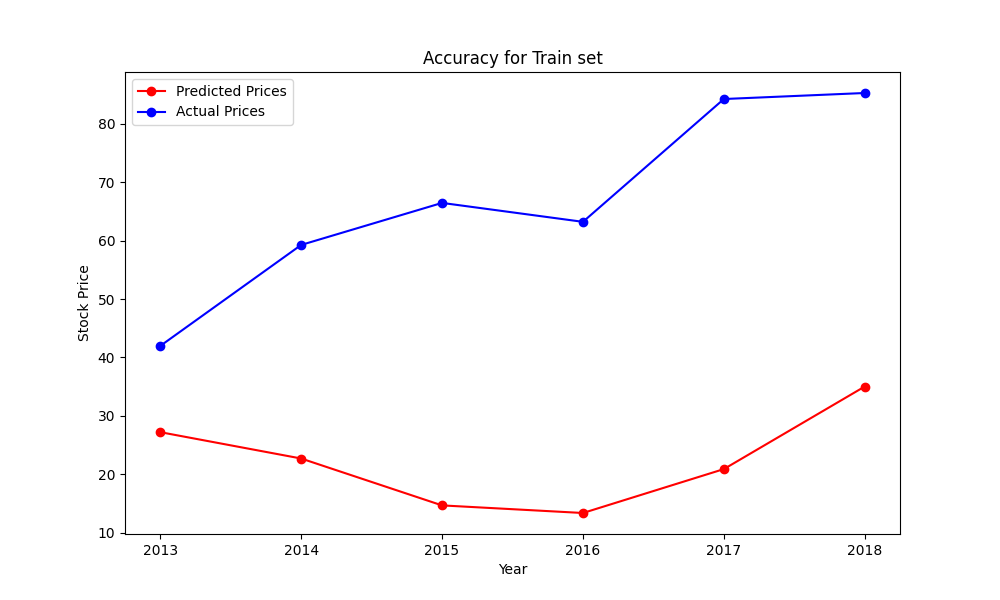 Accuracy for Train set
Predicted Prices
Actual Prices
80
70
60
50
40
30
20
10
Stock Price
2013 2014 2015 2016 2017 2018
Year